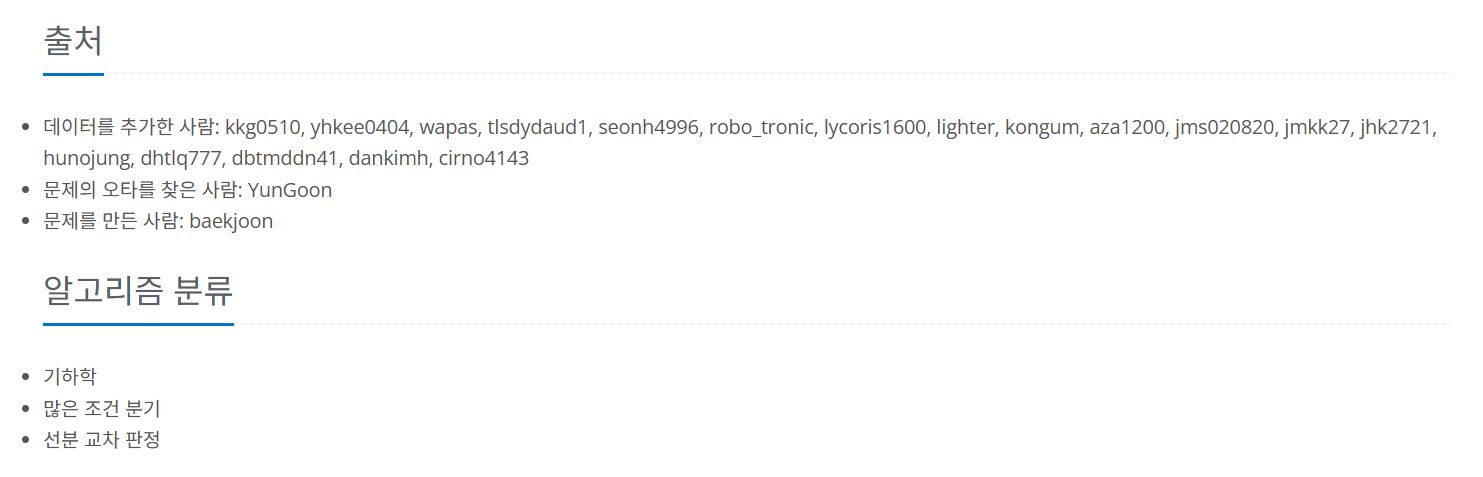 출처
데이터를 추가한 사람: kkg0510, yhkee0404, wapas, tlsdydaud1, seonh4996, robo_tronic, lycoris1600, lighter, kongum, aza1200, jms020820, jmkk27, jhk2721,
hunojung, dhtlq777, dbtmddn41, dankimh, cirno4143
문제의 오타를 찾은 사람: YunGoon
문제를 만든 사람: baekjoon
알고리즘 분류
기하학
많은 조건 분기
선분 교차 판정